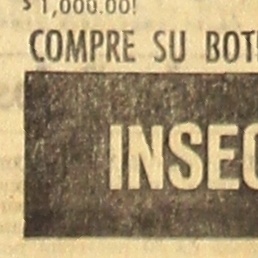 $1,000.00!
COMPRE SU BOT
INSEC